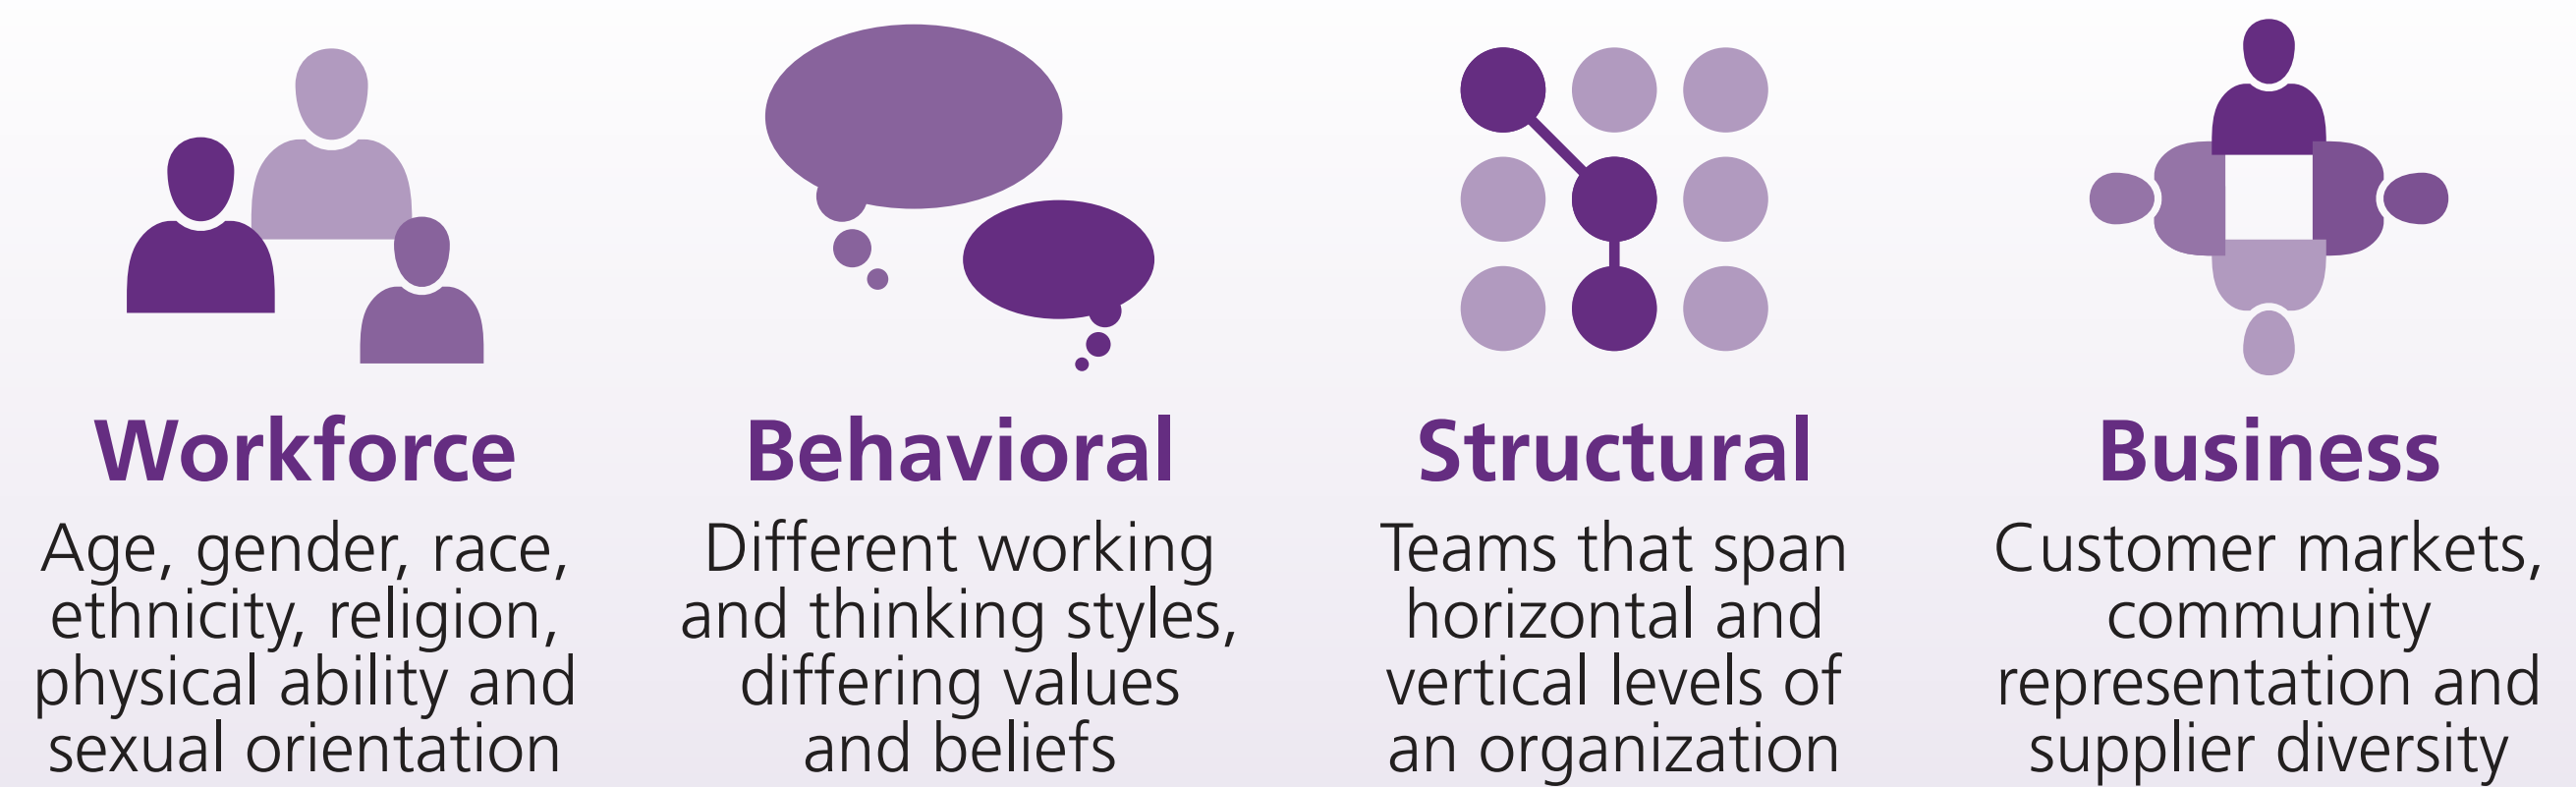 Workforce
Age, gender, race,
ethnicity, religion,
physical ability and
sexual orientation
Behavioral
Different working
and thinking styles,
differing values
and beliefs
Structural
Teams that span
horizontal and
vertical levels of
an organization
Business
Customer markets,
community
representation and
supplier diversity